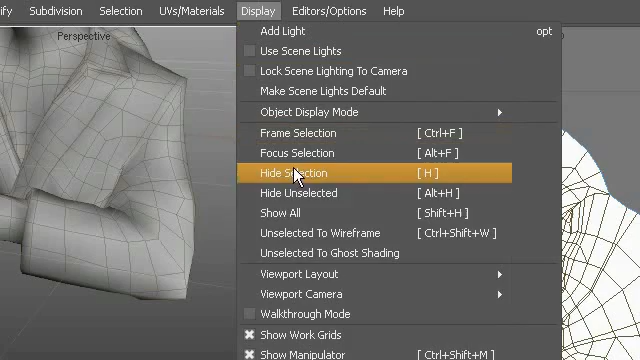 ify Subdivision Selection UVs/Materials Display Editors/Options Help
Perspective
Add Light opt
Use Scene Lights
Lock Scene Lighting To Camera
Make Scene Lights Default
Object Display Mode
Frame Selection [ Ctrl+F ]
Focus Selection [ Alt+F ]
Hide Selection [ H ]
Hide Unselected [ Alt+H ]
Show All [ Shift+H ]
Unselected To Wireframe [ Ctrl+Shift+W ]
Unselected To Ghost Shading
Viewport Layout
Viewport Camera
Walkthrough Mode
Show Work Grids
Show Manipulator [ Ctrl+Shift+M ]